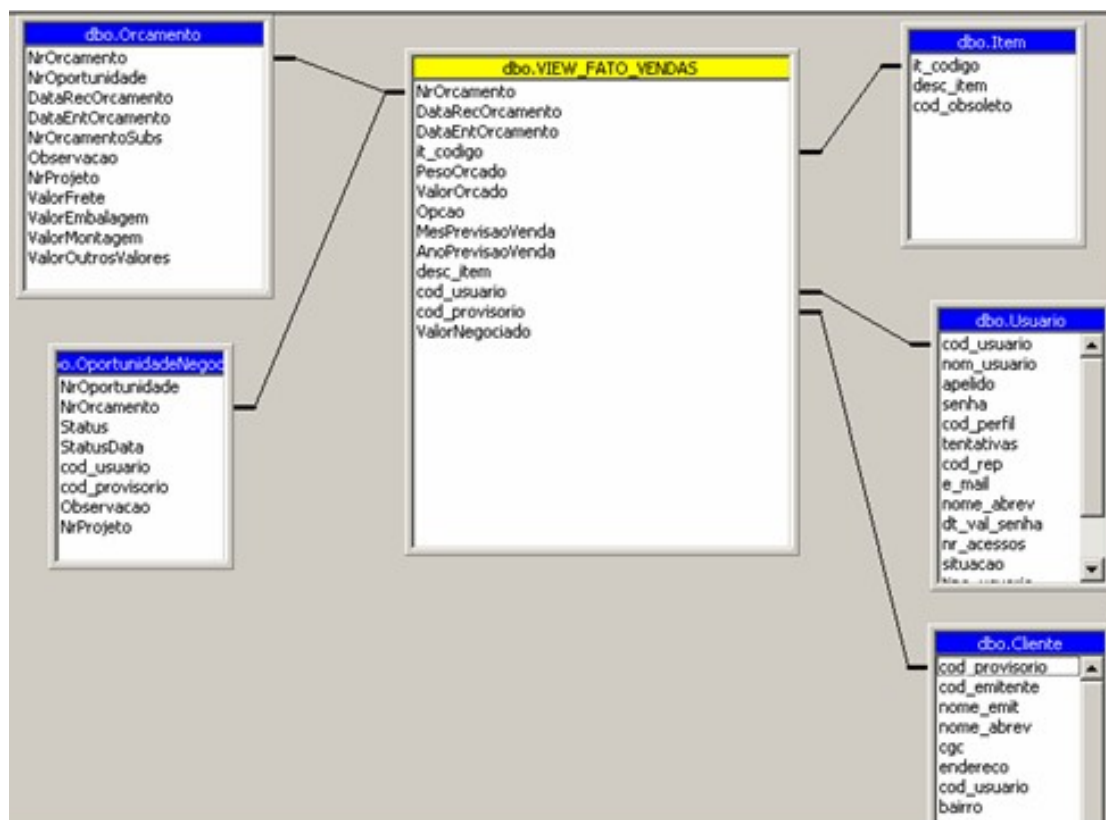 dbo.Orcamento
NrOrcamento
NrOportunidade
DataRecOrcamento
DataEntOrcamento
NrOrcamentoSubs
Observacao
NrProjeto
ValorFrete
ValorEmbalagem
ValorMontagem
ValorOutrosValores
o.OportunidadeNegoc
NrOportunidade
NrOrcamento
Status
StatusData
cod_usuario
cod_provisorio
Observacao
NrProjeto
dbo.VIEW_FATO_VENDAS
NrOrcamento
DataRecOrcamento
DataEntOrcamento
it_codigo
PesoOrcado
ValorOrcado
Opcao
MesPrevisaoVenda
AnoPrevisaoVenda
desc_item
cod_usuario
cod_provisorio
ValorNegociado
dbo.Item
it_codigo
desc_item
cod_obsoleto
dbo.Usuario
cod_usuario
nom_usuario
apelido
senha
cod_perfil
tentativas
cod_rep
e_mail
nome_abrev
dt_val_senha
nr_acessos
situacao
dbo.Cliente
cod_provisorio
cod_emitente
nome_emit
nome_abrev
cgc
endereco
cod_usuario
bairro